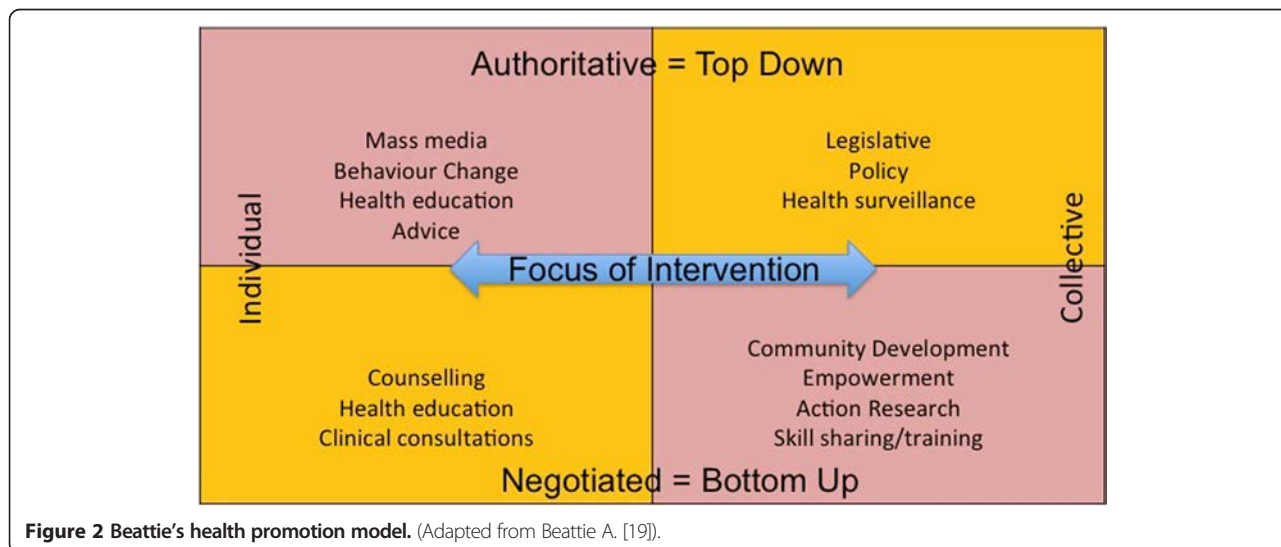 Authoritative = Top Down
Mass media
Behaviour Change
Health education
Advice
Legislative
Policy
Health surveillance
Individual
Focus of Intervention
Collective
Counselling
Health education
Clinical consultations
Community Development
Empowerment
Action Research
Skill sharing/training
Negotiated = Bottom Up
Figure 2 Beattie's health promotion model. (Adapted from Beattie A. [19]).